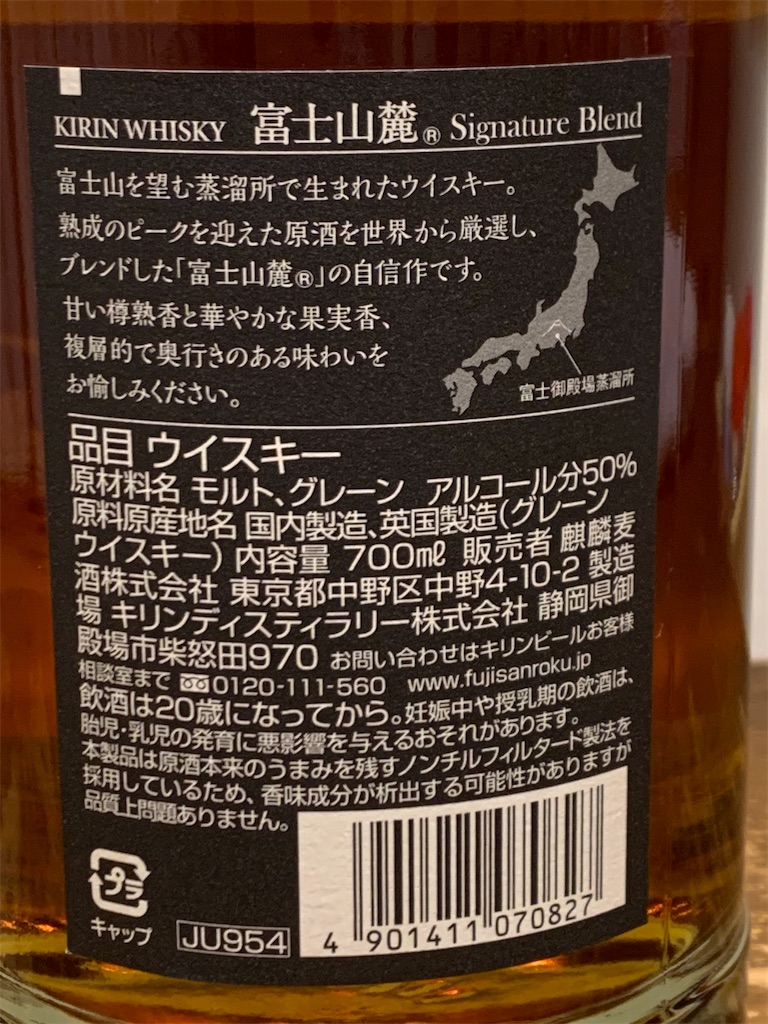 KIRIN WHISKY 富士山麓® Signature Blend
富士山を望む蒸溜所で生まれたウイスキー。
熟成のピークを迎えた原酒を世界から厳選し、
ブレンドした「富士山麓®」の自信作です。
甘い樽熟香と華やかな果実香、
複層的で奥行きのある味わいを
お愉しみください。
富士御殿場蒸溜所
品目 ウイスキー
原材料名 モルト、グレーン アルコール分50%
原料原産地名 国内製造、英国製造(グレーン
ウイスキー) 内容量 700mℓ 販売者 麒麟麦
酒株式会社 東京都中野区中野4-10-2 製造
場 キリンディスティラリー株式会社 静岡県御
殿場市柴怒田970 お問い合わせはキリンビールお客様
相談室まで 0120-111-560 www.fujisanroku.jp
飲酒は20歳になってから。妊娠中や授乳期の飲酒は、
胎児・乳児の発育に悪影響を与えるおそれがあります。
本製品は原酒本来のうまみを残すノンチルフィルタード製法を
採用しているため、香味成分が析出する可能性がありますが
品質上問題ありません。
プラ
キャップ
JU954
4 901411 070827